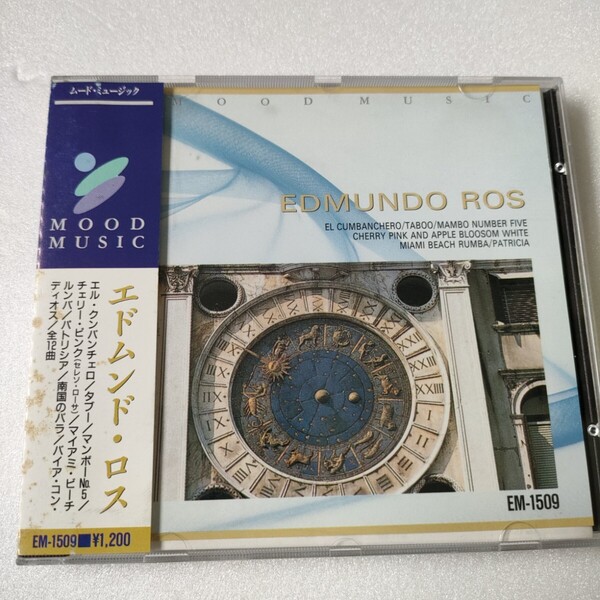 ムード・ミュージック
MOOD
MUSIC
エドムンド・ロス
エル・クンバンチェロ/タブー/マンボーNo.5/
チェリー・ピンク(セレソ・ローサ)/マイアミ・ビーチ
ルンバ/パトリシア/南国のバラ/バイア・コン・
ディオス/全12曲
EM-1509■¥1,200
MOOD MUSIC
EDMUNDO ROS
EL CUMBANCHERO/TABOO/MAMBO NUMBER FIVE
CHERRY PINK AND APPLE BLOOSOM WHITE
MIAMI BEACH RUMBA/PATRICIA
EM-1509